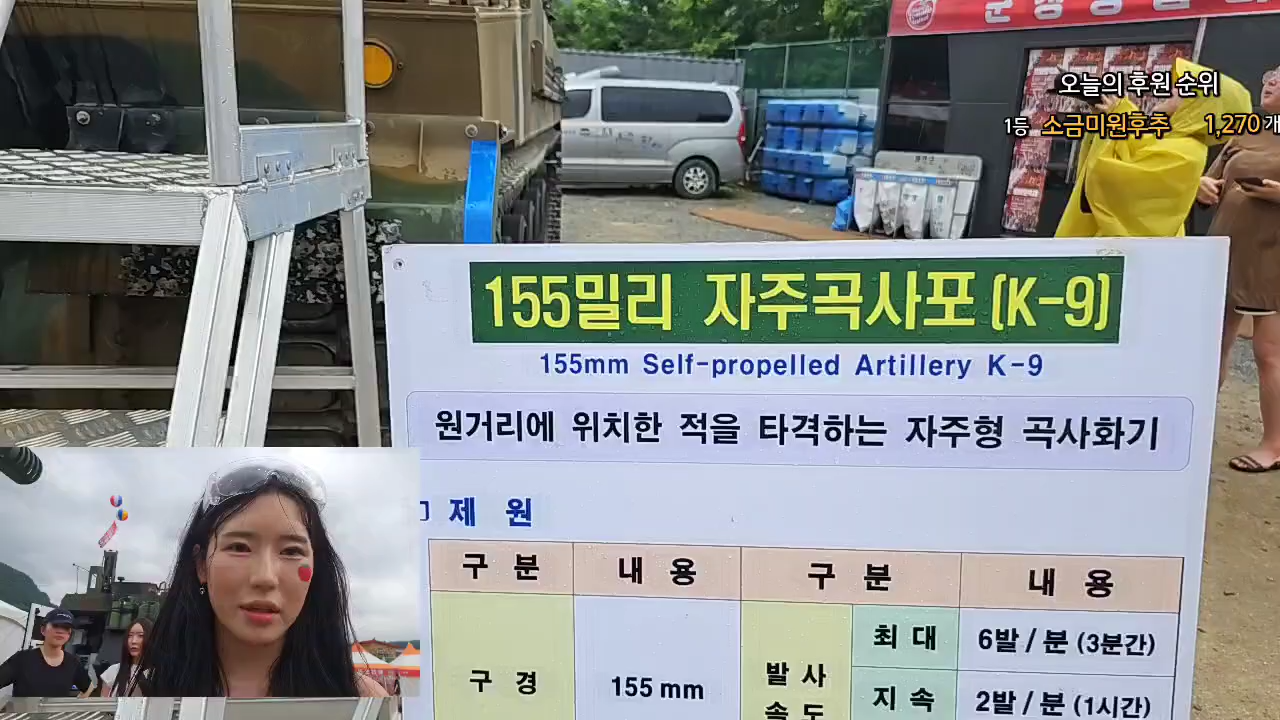 오늘의 후원 순위
1등 소금미원후추 1,270개
155밀리 자주곡사포(K-9)
155mm Self-propelled Artillery K-9
원거리에 위치한 적을 타격하는 자주형 곡사화기
제 원
구 분 내 용 구 분 내 용
구 경 155 mm 발 사 속 도 최 대 6발 / 분 (3분간)
지 속 2발 / 분 (1시간)